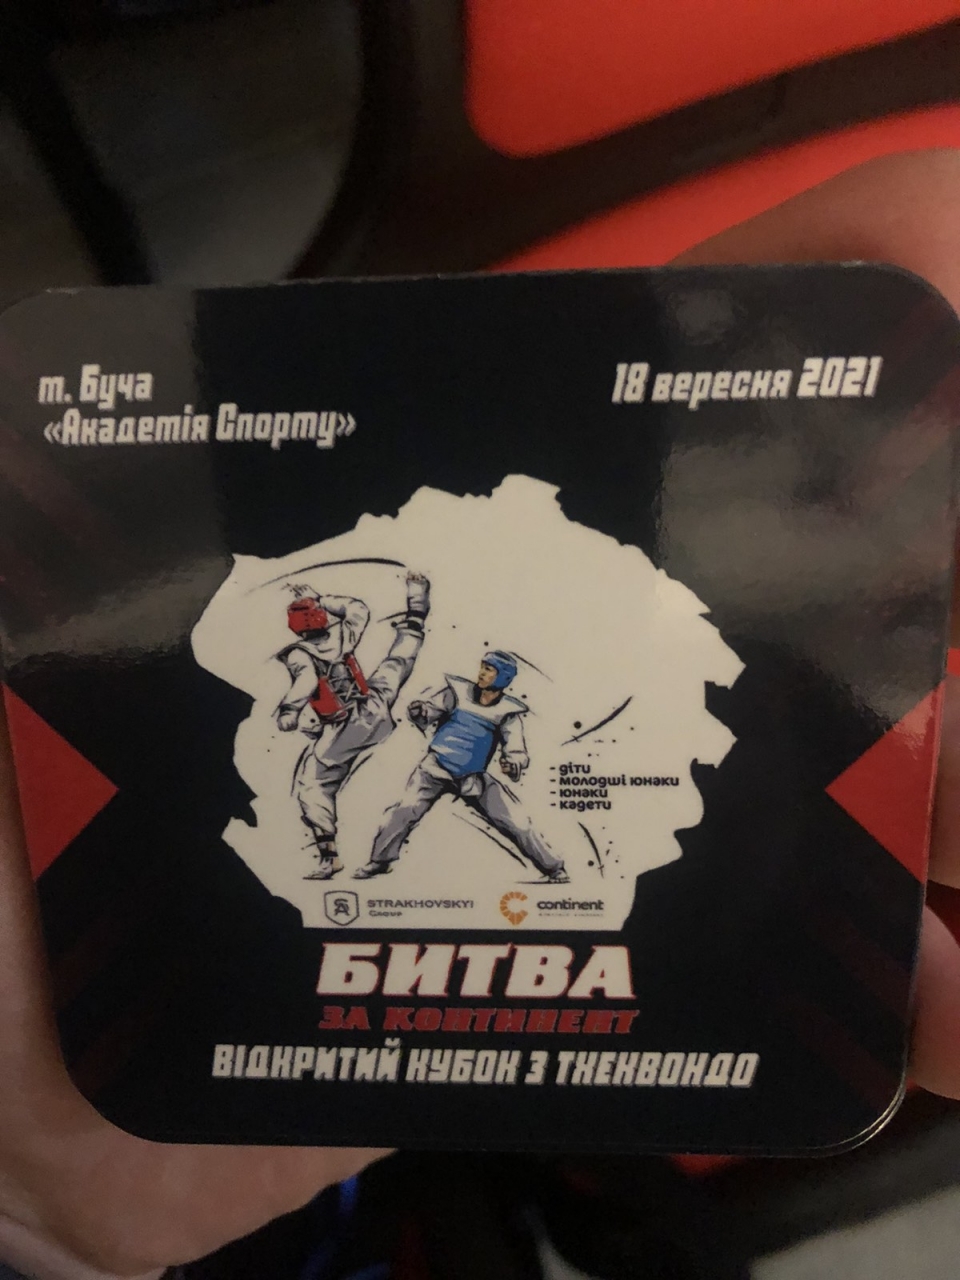 м. Буча
«Академія Спорту»
18 вересня 2021
- діти
- молодші юнаки
- юнаки
- кадети
SA
STRAKHOVSKYI
GROUP
continent
БИТВА
ЗА КОНТИНЕНТ
ВІДКРИТИЙ КУБОК З ТХЕКВОНДО